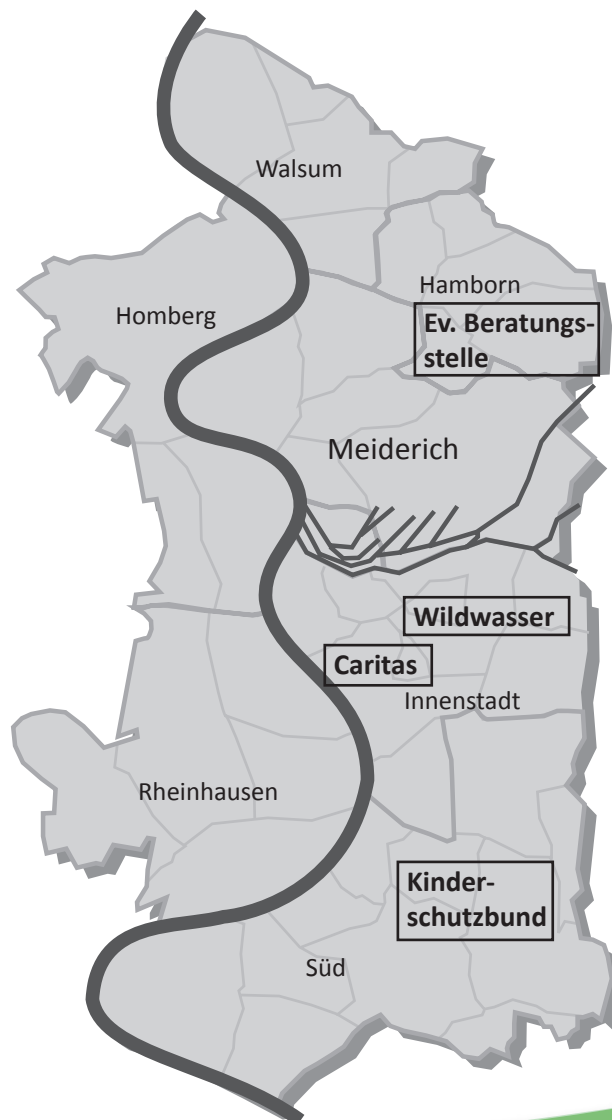 Walsum
Hamborn
Homberg
Ev. Beratungs-
stelle
Meiderich
Wildwasser
Caritas
Innenstadt
Rheinhausen
Kinder-
schutzbund
Süd